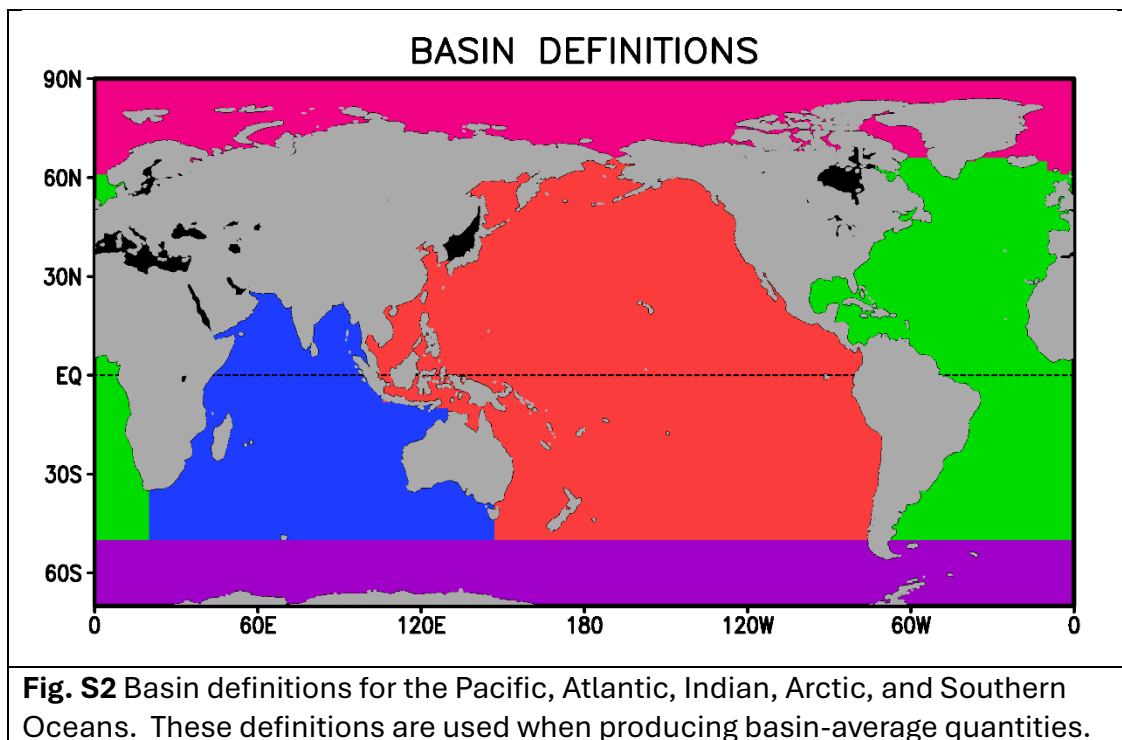 BASIN DEFINITIONS
90N
60N
30N
EQ
30S
60S
0 60E 120E 180 120W 60W 0
Fig. S2 Basin definitions for the Pacific, Atlantic, Indian, Arctic, and Southern
Oceans. These definitions are used when producing basin-average quantities.